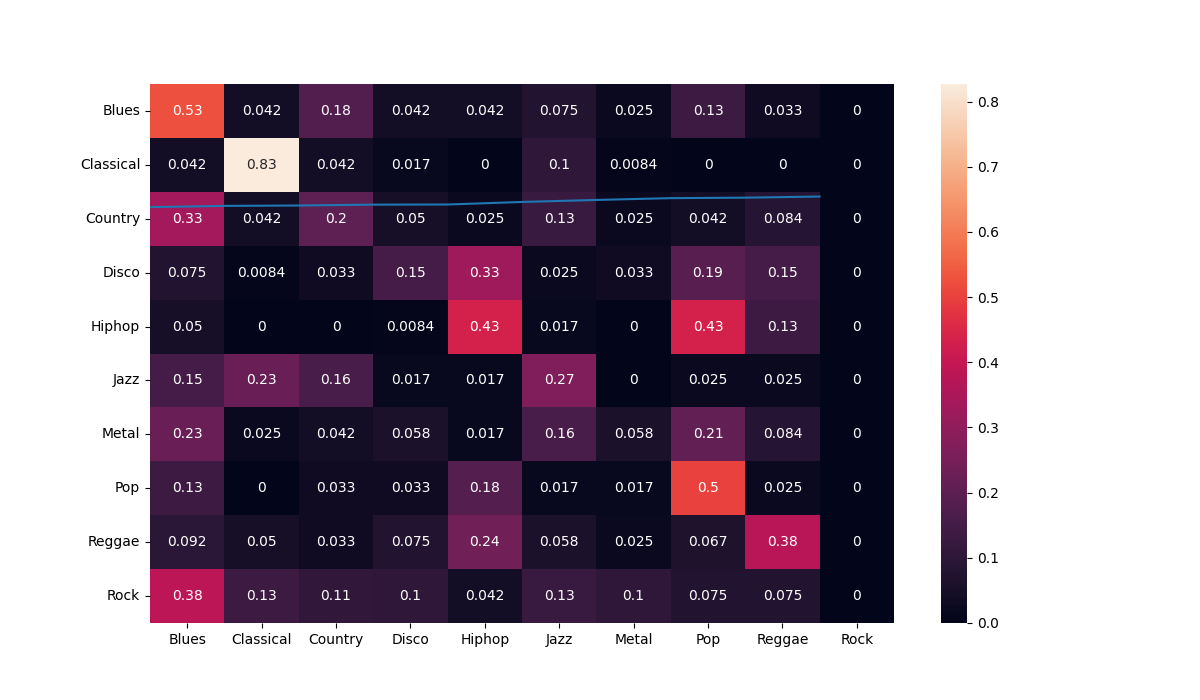 Blues 0.53 0.042 0.18 0.042 0.042 0.075 0.025 0.13 0.033 0
Classical 0.042 0.83 0.042 0.017 0 0.1 0.0084 0 0 0
Country 0.33 0.042 0.2 0.05 0.025 0.13 0.025 0.042 0.084 0
Disco 0.075 0.0084 0.033 0.15 0.33 0.025 0.033 0.19 0.15 0
Hiphop 0.05 0 0 0.0084 0.43 0.017 0 0.43 0.13 0
Jazz 0.15 0.23 0.16 0.017 0.017 0.27 0 0.025 0.025 0
Metal 0.23 0.025 0.042 0.058 0.017 0.16 0.058 0.21 0.084 0
Pop 0.13 0 0.033 0.033 0.18 0.017 0.017 0.5 0.025 0
Reggae 0.092 0.05 0.033 0.075 0.24 0.058 0.025 0.067 0.38 0
Rock 0.38 0.13 0.11 0.1 0.042 0.13 0.1 0.075 0.075 0
Blues Classical Country Disco Hiphop Jazz Metal Pop Reggae Rock
0.8
0.7
0.6
0.5
0.4
0.3
0.2
0.1
0.0